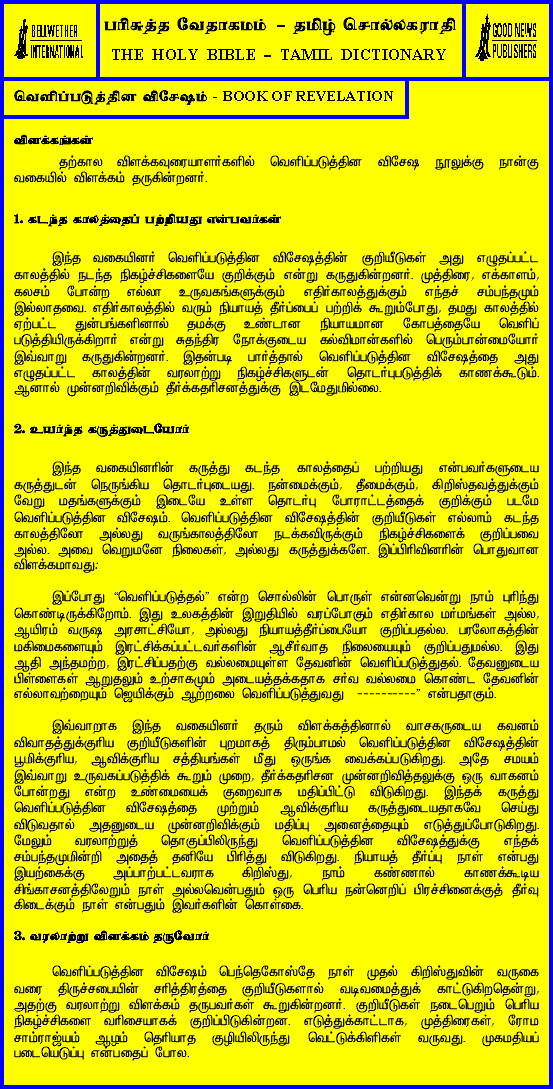 BELLWETHER
INTERNATIONAL
பரிசுத்த வேதாகமம் – தமிழ் சொல்லகராதி
THE HOLY BIBLE – TAMIL DICTIONARY
GOOD NEWS
PUBLISHERS
வெளிப்படுத்தின விசேஷம் - BOOK OF REVELATION
விளக்கங்கள்
தற்கால விளக்கவுரையாளர்களில் வெளிப்படுத்தின விசேஷ நூலுக்கு நான்கு
வகையில் விளக்கம் தருகின்றனர்.
1. கடந்த காலத்தைப் பற்றியது என்பவர்கள்
இந்த வகையினர் வெளிப்படுத்தின விசேஷத்தின் குறியீடுகள் அது எழுதப்பட்ட
காலத்தில் நடந்த நிகழ்ச்சிகளையே குறிக்கும் என்று கருதுகின்றனர். முத்திரை, எக்காளம்,
கலசம் போன்ற எல்லா உருவகங்களுக்கும் எதிர்காலத்துக்கும் எந்தச் சம்பந்தமும்
இல்லாதவை. எதிர்காலத்தில் வரும் நியாயத் தீர்ப்பைப் பற்றிக் கூறும்போது, தமது காலத்தில்
ஏற்பட்ட துன்பங்களினால் தமக்கு உண்டான நியாயமான கோபத்தையே வெளிப்
படுத்தியிருக்கிறார் என்று சுதந்திர நோக்குடைய கல்விமான்களில் பெரும்பான்மையோர்
இவ்வாறு கருதுகின்றனர். இதன்படி பார்த்தால் வெளிப்படுத்தின விசேஷத்தை அது
எழுதப்பட்ட காலத்தின் வரலாற்று நிகழ்ச்சிகளுடன் தொடர்புபடுத்திக் காணக்கூடும்.
ஆனால் முன்னறிவிக்கும் தீர்க்கதரிசனத்துக்கு இடமேதுமில்லை.
2. உயர்ந்த கருத்துடையோர்
இந்த வகையினரின் கருத்து கடந்த காலத்தைப் பற்றியது என்பவர்களுடைய
கருத்துடன் நெருங்கிய தொடர்புடையது. நன்மைக்கும், தீமைக்கும், கிறிஸ்தவத்துக்கும்
வேறு மதங்களுக்கும் இடையே உள்ள தொடர் போராட்டத்தைக் குறிக்கும் படமே
வெளிப்படுத்தின விசேஷம். வெளிப்படுத்தின விசேஷத்தின் குறியீடுகள் எல்லாம் கடந்த
காலத்திலோ அல்லது வருங்காலத்திலோ நடக்கவிருக்கும் நிகழ்ச்சிகளைக் குறிப்பவை
அல்ல. அவை வெறுமனே நிலைகள், அல்லது கருத்துக்களே. இப்பிரிவினரின் பொதுவான
விளக்கமாவது:
இப்போது “வெளிப்படுத்தல்” என்ற சொல்லின் பொருள் என்னவென்று நாம் புரிந்து
கொண்டிருக்கிறோம். இது உலகத்தின் இறுதியில் வரப்போகும் எதிர்கால மர்மங்கள் அல்ல,
ஆயிரம் வருஷ அரசாட்சியோ, அல்லது நியாயத்தீர்ப்பையோ குறிப்பதல்ல. பரலோகத்தின்
மகிமைகளையும் இரட்சிக்கப்பட்டவர்களின் ஆசீர்வாத நிலையையும் குறிப்பதுமல்ல. இது
ஆதி அந்தமற்ற, இரட்சிப்பதற்கு வல்லமையுள்ள தேவனின் வெளிப்படுத்துதல். தேவனுடைய
பிள்ளைகள் ஆறுதலும் உற்சாகமும் அடையத்தக்கதாக சர்வ வல்லமை கொண்ட தேவனின்
எல்லாவற்றையும் ஜெயிக்கும் ஆற்றலை வெளிப்படுத்துவது ----------” என்பதாகும்.
இவ்வாறாக இந்த வகையினர் தரும் விளக்கத்தினால் வாசகருடைய கவனம்
விவாதத்துக்குரிய குறியீடுகளின் புறமாகத் திரும்பாமல் வெளிப்படுத்தின விசேஷத்தின்
பூமிக்குரிய, ஆவிக்குரிய சத்தியங்கள் மீது ஒருங்க வைக்கப்படுகிறது. அதே சமயம்
இவ்வாறு உருவகப்படுத்திக் கூறும் முறை, தீர்க்கதரிசன முன்னறிவித்தலுக்கு ஒரு வாகனம்
போன்றது என்ற உண்மையைக் குறைவாக மதிப்பிட்டு விடுகிறது. இந்தக் கருத்து
வெளிப்படுத்தின விசேஷத்தை முற்றும் ஆவிக்குரிய கருத்துடையதாகவே செய்து
விடுவதால் அதனுடைய முன்னறிவிக்கும் மதிப்பு அனைத்தையும் எடுத்துப்போடுகிறது.
மேலும் வரலாற்றுத் தொகுப்பிலிருந்து வெளிப்படுத்தின விசேஷத்துக்கு எந்தக்
சம்பந்தமுமின்றி அதைத் தனியே பிரித்து விடுகிறது. நியாயத் தீர்ப்பு நாள் என்பது
இயற்கைக்கு அப்பாற்பட்டவராக கிறிஸ்து, நாம் கண்ணால் காணக்கூடிய
சிங்காசனத்திலேறும் நாள் அல்லவென்பதும் ஒரு பெரிய நன்னெறிப் பிரச்சினைக்குத் தீர்வு
கிடைக்கும் நாள் என்பதும் இவர்களின் கொள்கை.
3. வரலாற்று விளக்கம் தருவோர்
வெளிப்படுத்தின விசேஷம் பெந்தெகோஸ்தே நாள் முதல் கிறிஸ்துவின் வருகை
வரை திருச்சபையின் சரித்திரத்தை குறியீடுகளால் வடிவமைத்துக் காட்டுகிறதென்று,
அதற்கு வரலாற்று விளக்கம் தருபவர்கள் கூறுகின்றனர். குறியீடுகள் நடைபெறும் பெரிய
நிகழ்ச்சிகளை வரிசையாகக் குறிப்பிடுகின்றன. எடுத்துக்காட்டாக, முத்திரைகள், ரோம
சாம்ராஜ்யம் ஆழம் தெரியாத குழியிலிருந்து வெட்டுக்கிளிகள் வருவது. முகமதியப்
படையெடுப்பு என்பதைப் போல.